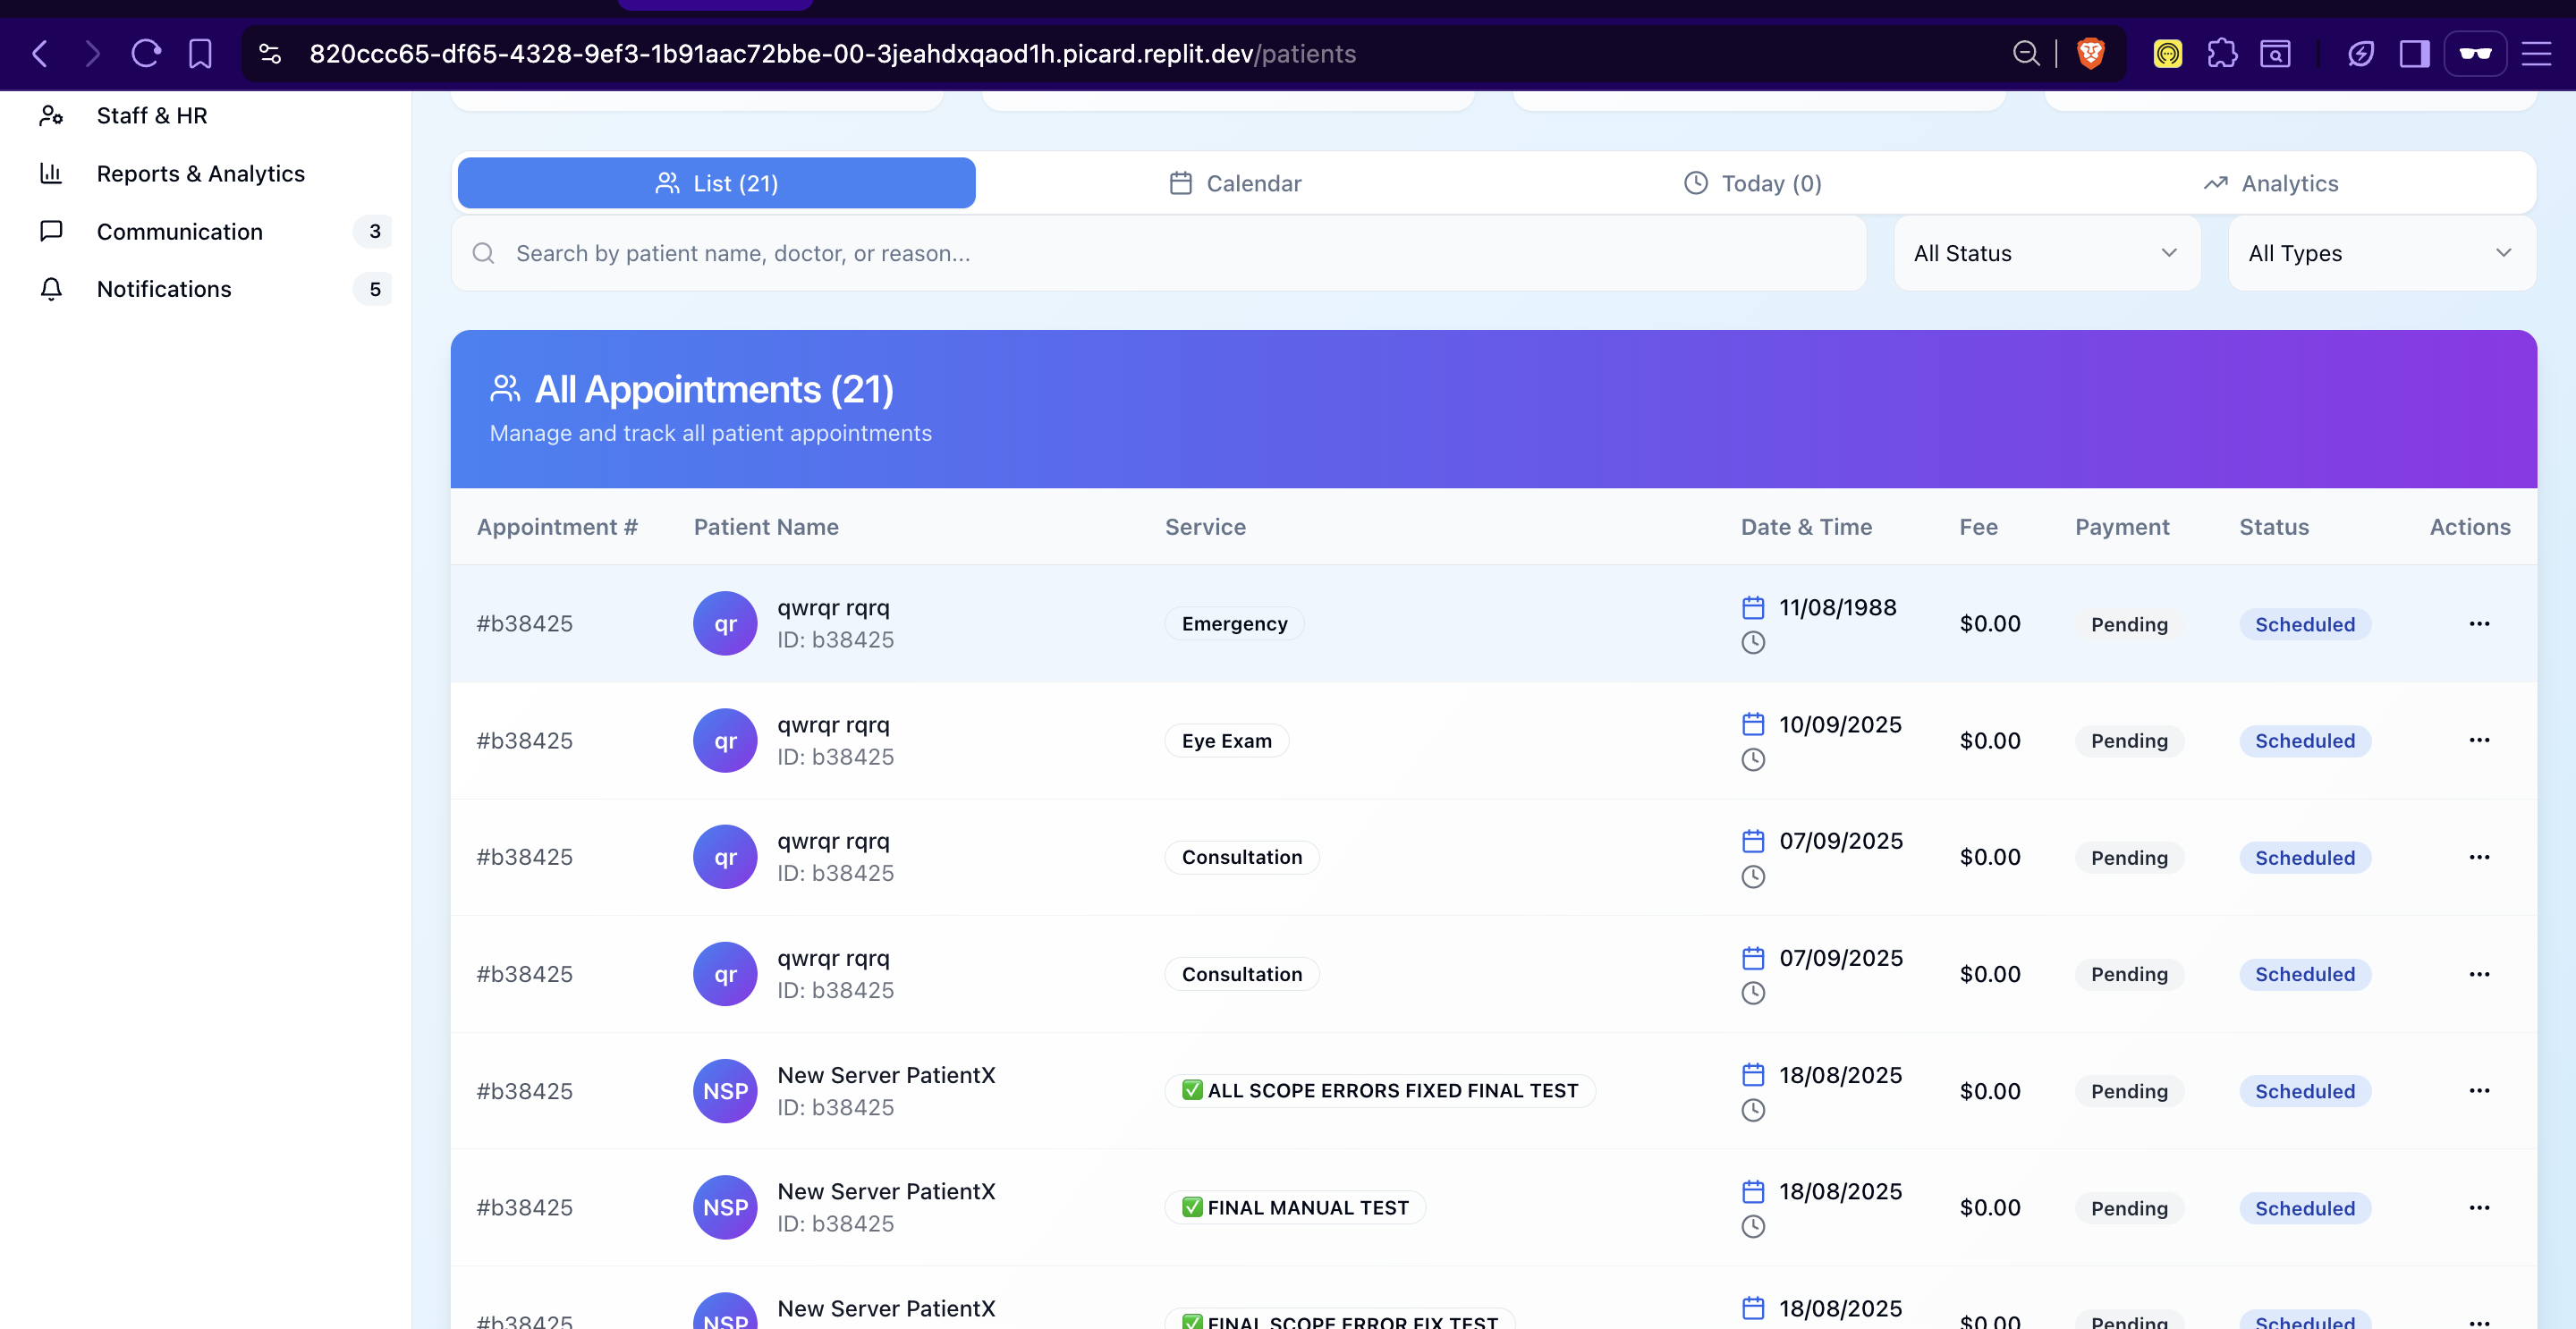 820ccc65-df65-4328-9ef3-1b91aac72bbe-00-3jeahdxqaod1h.picard.replit.dev/patients
Staff & HR
Reports & Analytics
Communication 3
Notifications 5
List (21) Calendar Today (0) Analytics
Search by patient name, doctor, or reason... All Status All Types
All Appointments (21)
Manage and track all patient appointments
Appointment # Patient Name Service Date & Time Fee Payment Status Actions
#b38425 qr qwrqr rqrq Emergency 11/08/1988 $0.00 Pending Scheduled ...
ID: b38425
#b38425 qr qwrqr rqrq Eye Exam 10/09/2025 $0.00 Pending Scheduled ...
ID: b38425
#b38425 qr qwrqr rqrq Consultation 07/09/2025 $0.00 Pending Scheduled ...
ID: b38425
#b38425 qr qwrqr rqrq Consultation 07/09/2025 $0.00 Pending Scheduled ...
ID: b38425
#b38425 NSP New Server PatientX ✅ ALL SCOPE ERRORS FIXED FINAL TEST 18/08/2025 $0.00 Pending Scheduled ...
ID: b38425
#b38425 NSP New Server PatientX ✅ FINAL MANUAL TEST 18/08/2025 $0.00 Pending Scheduled ...
ID: b38425
#b38425 NSP New Server PatientX ✅ FINAL SCOPE ERROR FIX TEST 18/08/2025 $0.00 Pending Scheduled ...